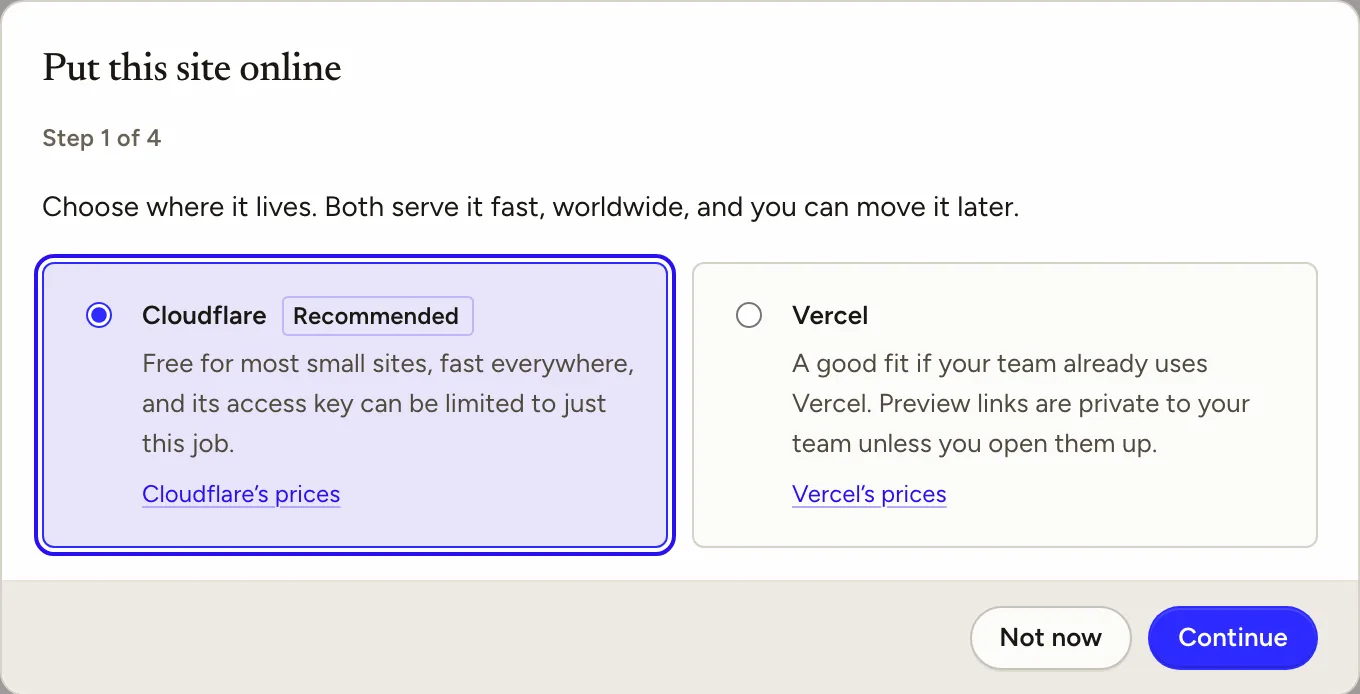 Put this site online
Step 1 of 4
Choose where it lives. Both serve it fast, worldwide, and you can move it later.
Cloudflare Recommended
Free for most small sites, fast everywhere,
and its access key can be limited to just
this job.
Cloudflare’s prices
Vercel
A good fit if your team already uses
Vercel. Preview links are private to your
team unless you open them up.
Vercel’s prices
Not now
Continue